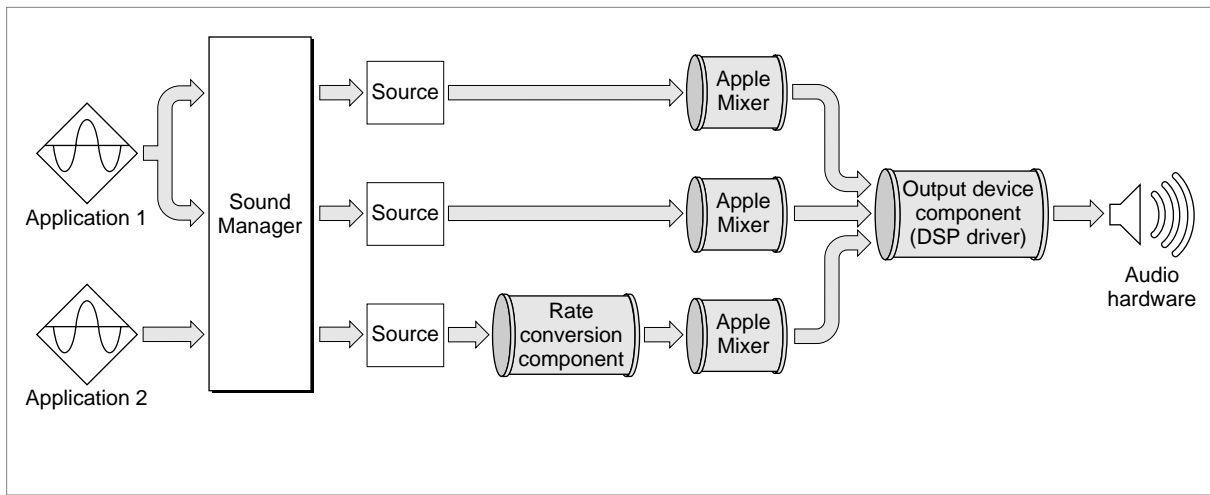 Application 1
Application 2
Sound
Manager
Source
Apple
Mixer
Source
Apple
Mixer
Source
Rate
conversion
component
Apple
Mixer
Output device
component
(DSP driver)
Audio
hardware